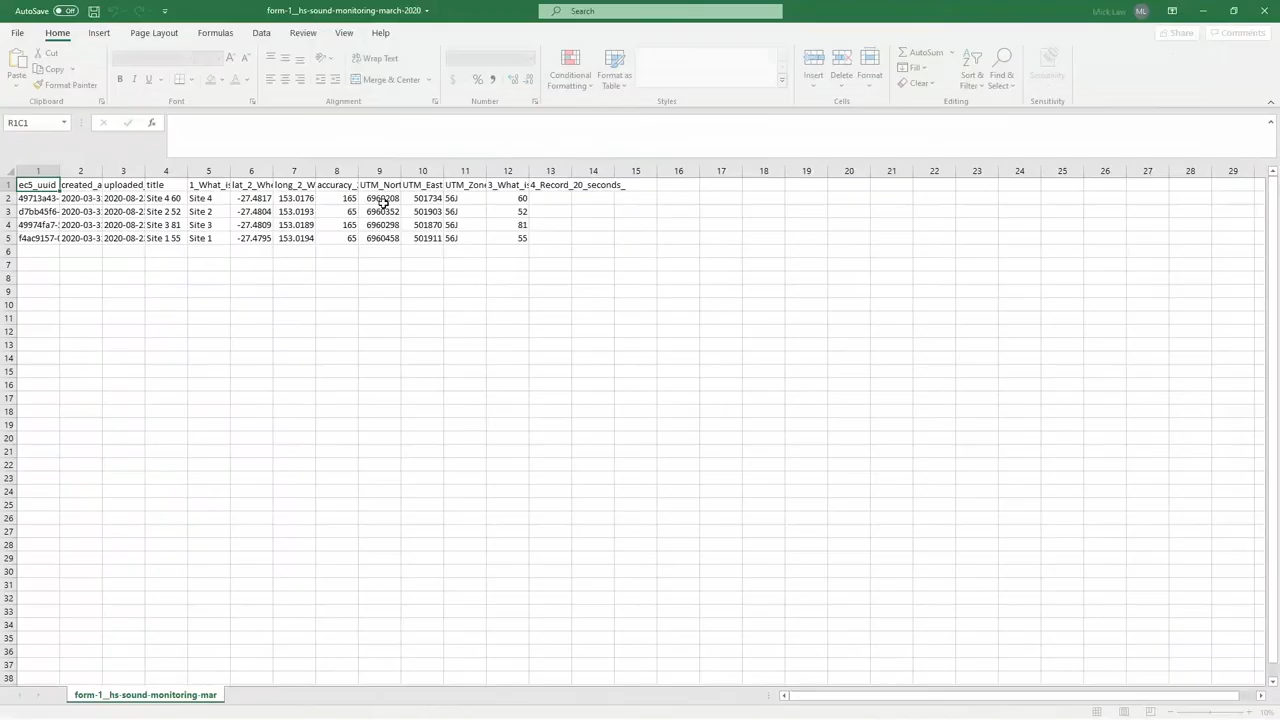 AutoSave Off form-1__hs-sound-monitoring-march-2020 Search Mick Law ML
File Home Insert Page Layout Formulas Data Review View Help Share Comments
Paste Cut Copy Format Painter
B I U A
Wrap Text Merge & Center
$ % 9
Conditional Formatting Format as Table
Insert Delete Format
AutoSum Fill Clear
Sort & Filter Find & Select Sensitivity
Clipboard Font Alignment Number Styles Cells Editing Sensitivity
R1C1 fx
1 2 3 4 5 6 7 8 9 10 11 12 13 14 15 16 17 18 19 20 21 22 23 24 25 26 27 28 29
1 ec5_uuid created_a uploaded_ title 1_What_is lat_2_Whe long_2_W accuracy_ UTM_Nort UTM_East UTM_Zone 3_What_is 4_Record_20_seconds_
2 49713a43- 2020-03-3 2020-08-2 Site 4 60 Site 4 -27.4817 153.0176 165 6960208 501734 56J 60
3 d7bb45f6- 2020-03-3 2020-08-2 Site 2 52 Site 2 -27.4804 153.0193 65 6960352 501903 56J 52
4 49974fa7- 2020-03-3 2020-08-2 Site 3 81 Site 3 -27.4809 153.0189 165 6960298 501870 56J 81
5 f4ac9157- 2020-03-3 2020-08-2 Site 1 55 Site 1 -27.4795 153.0194 65 6960458 501911 56J 55
6
7
8
9
10
11
12
13
14
15
16
17
18
19
20
21
22
23
24
25
26
27
28
29
30
31
32
33
34
35
36
37
38
form-1__hs-sound-monitoring-mar
10%